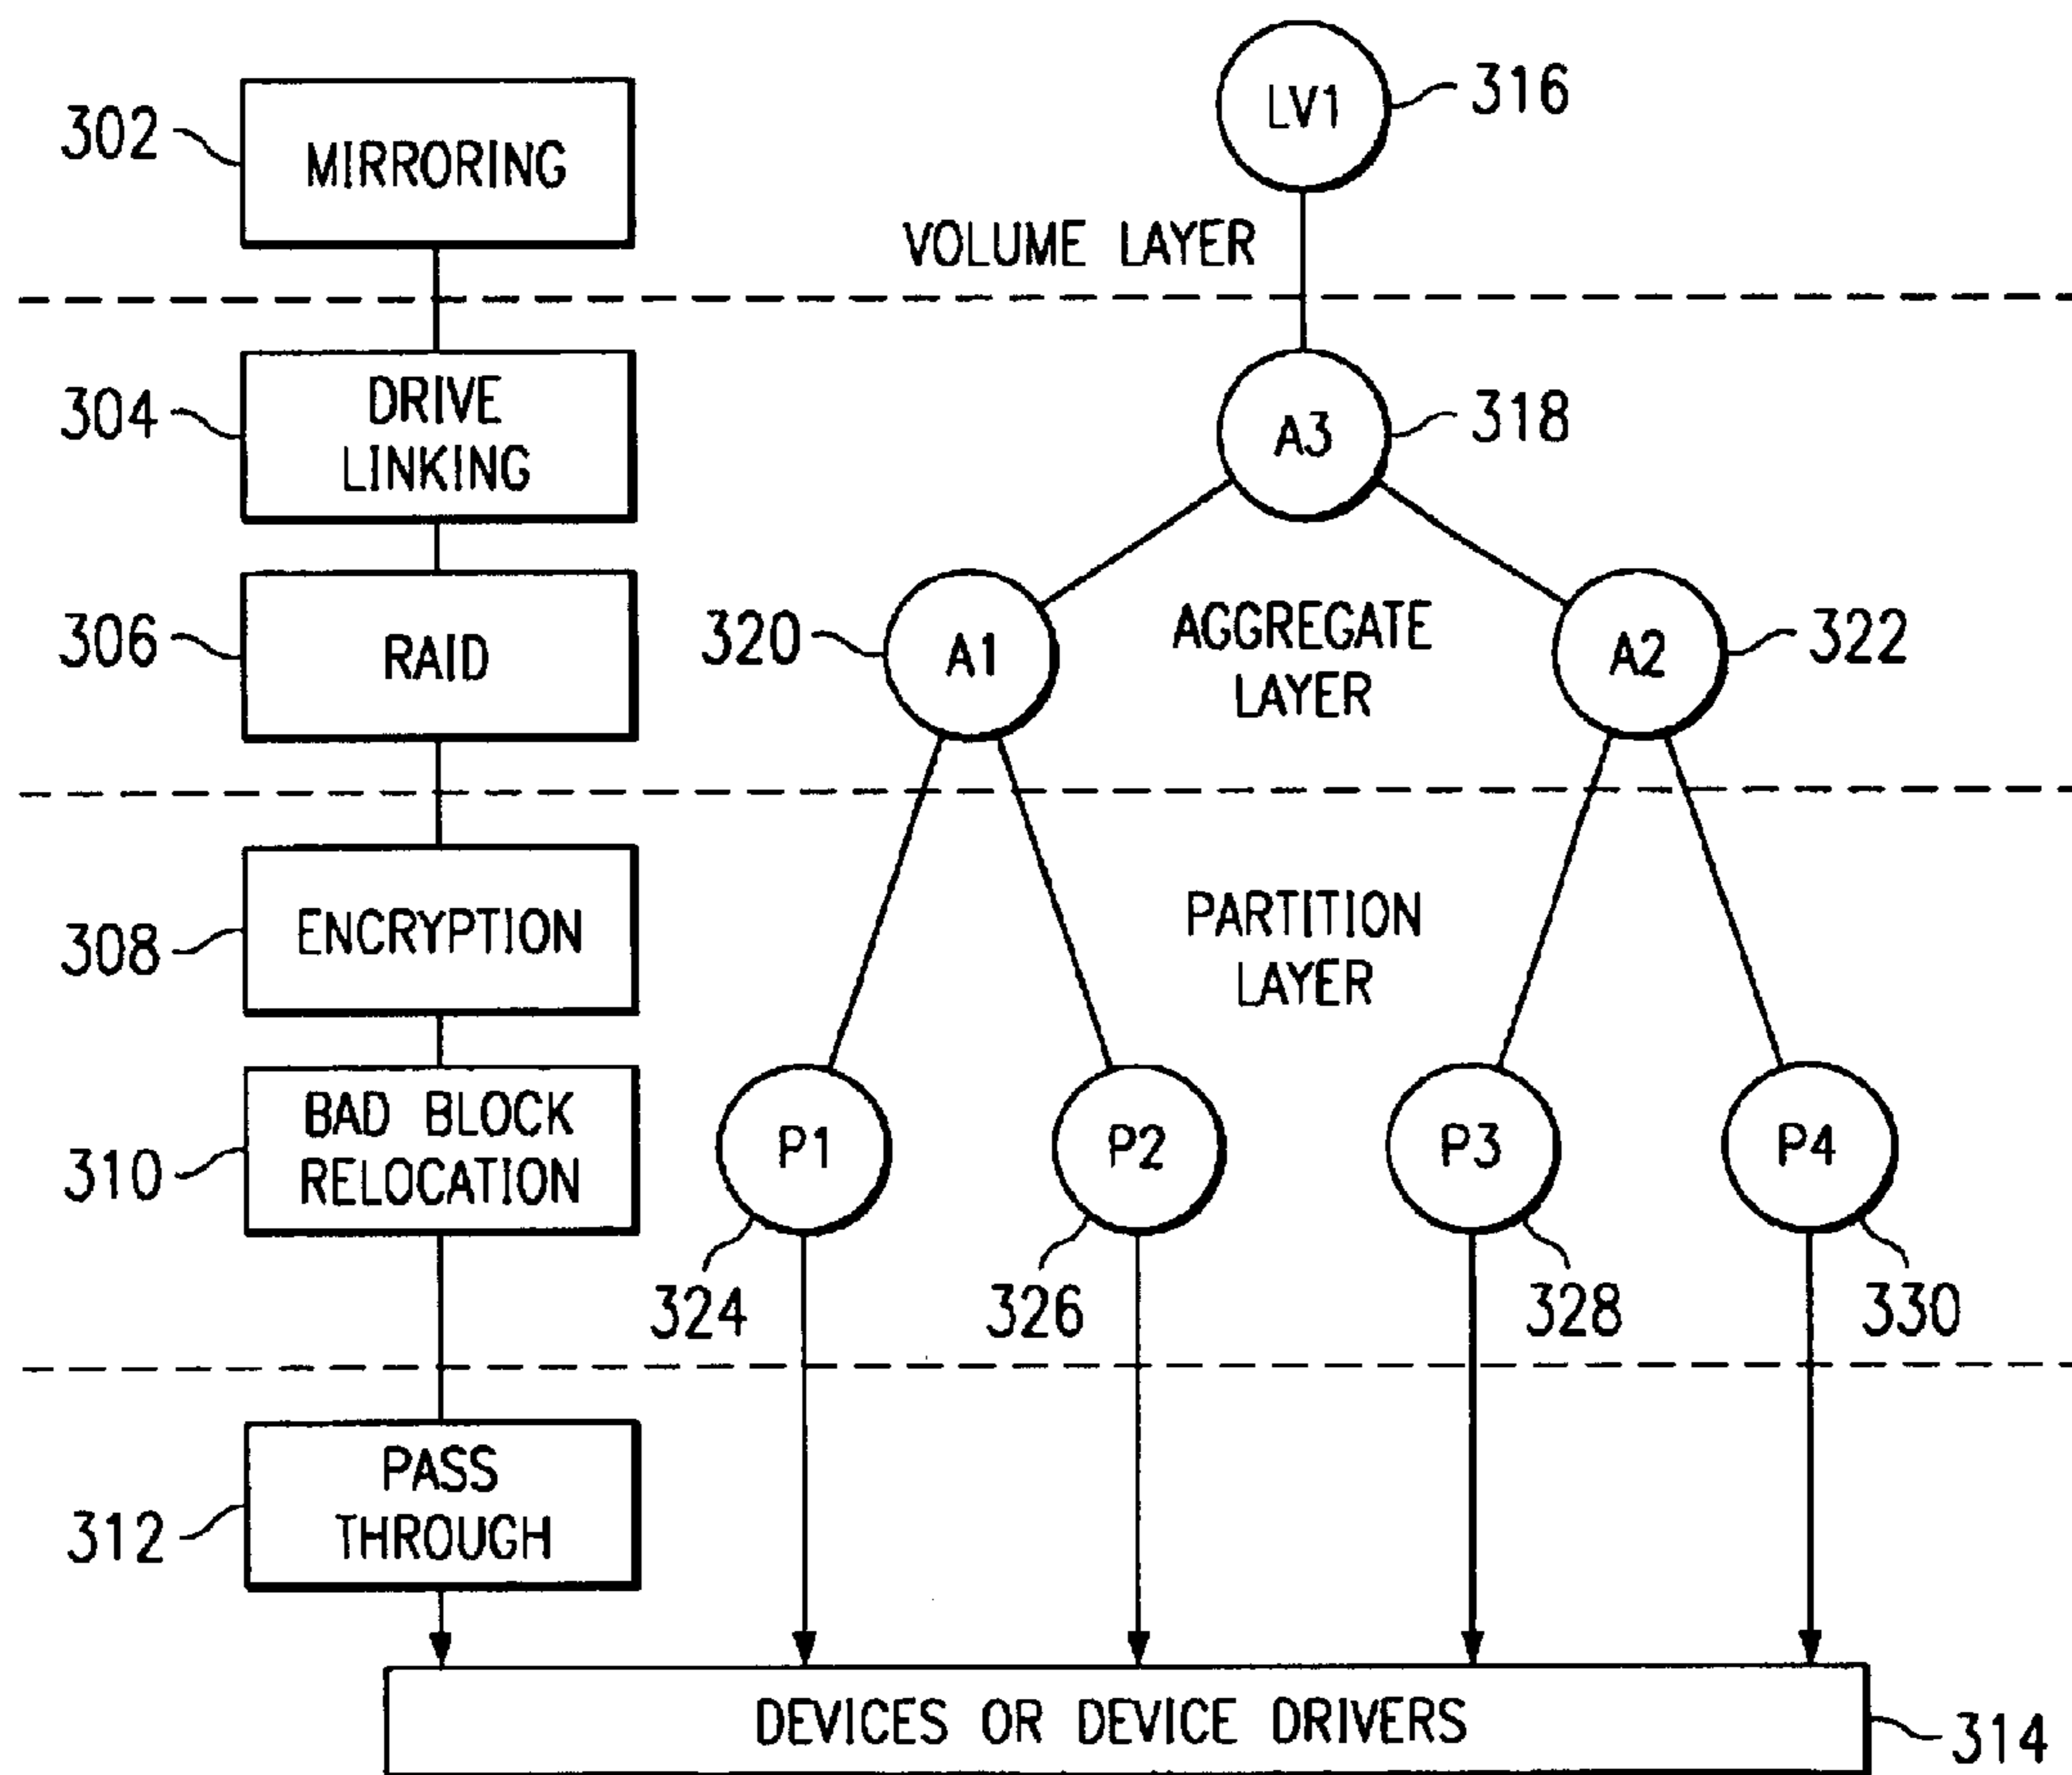 LV1
316
302
MIRRORING
VOLUME LAYER
304
DRIVE
LINKING
A3
318
306
RAID
320
A1
AGGREGATE
LAYER
A2
322
308
ENCRYPTION
PARTITION
LAYER
310
BAD BLOCK
RELOCATION
P1
P2
P3
P4
324
326
328
330
312
PASS
THROUGH
DEVICES OR DEVICE DRIVERS
314